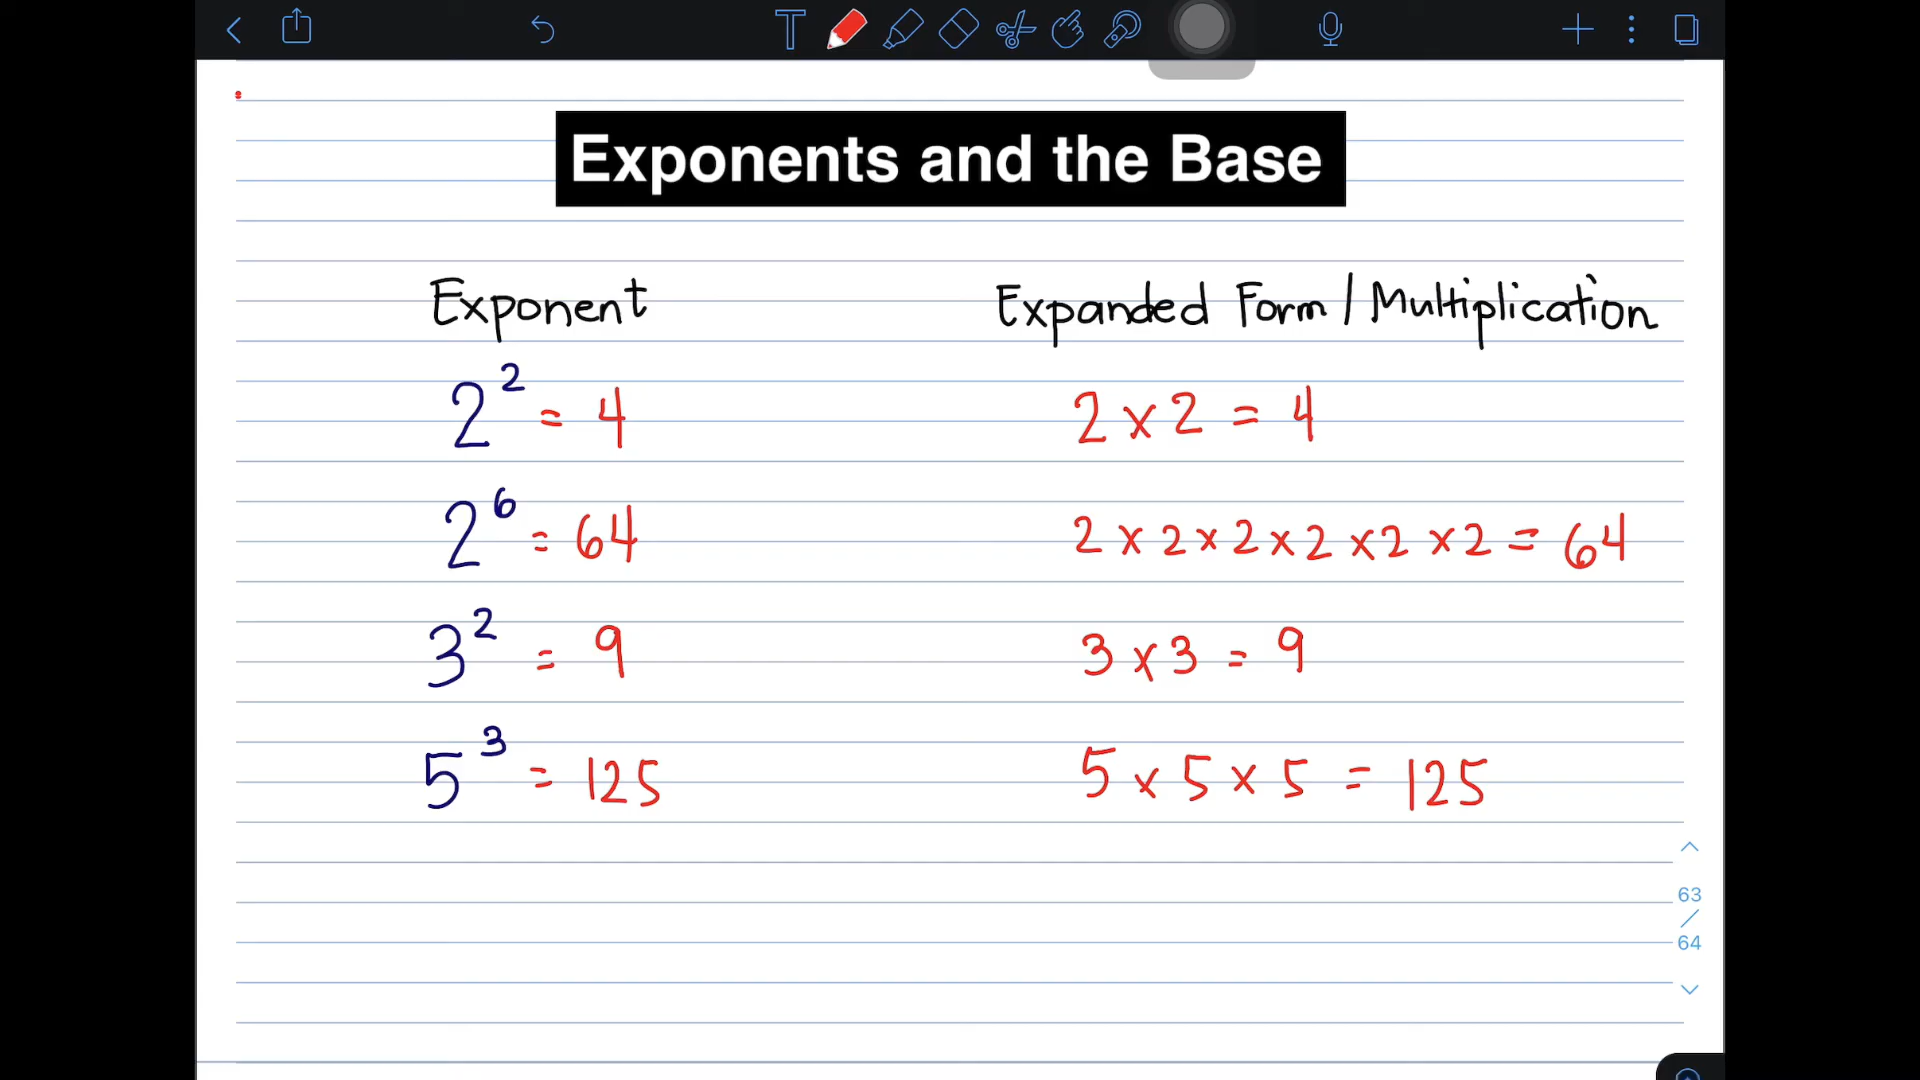 Exponents and the Base
Exponent Expanded Form / Multiplication
2² = 4 2 × 2 = 4
2⁶ = 64 2 × 2 × 2 × 2 × 2 × 2 = 64
3² = 9 3 × 3 = 9
5³ = 125 5 × 5 × 5 = 125
63
/
64